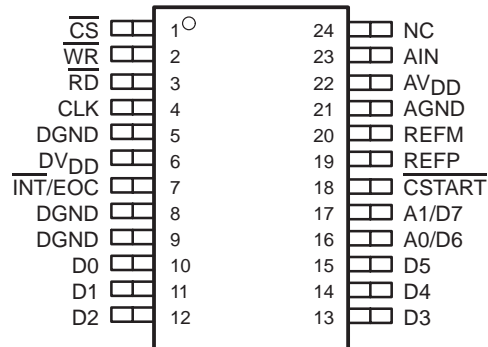 CS 1 24 NC
WR 2 23 AIN
RD 3 22 AVDD
CLK 4 21 AGND
DGND 5 20 REFM
DVDD 6 19 REFP
INT/EOC 7 18 CSTART
DGND 8 17 A1/D7
DGND 9 16 A0/D6
D0 10 15 D5
D1 11 14 D4
D2 12 13 D3